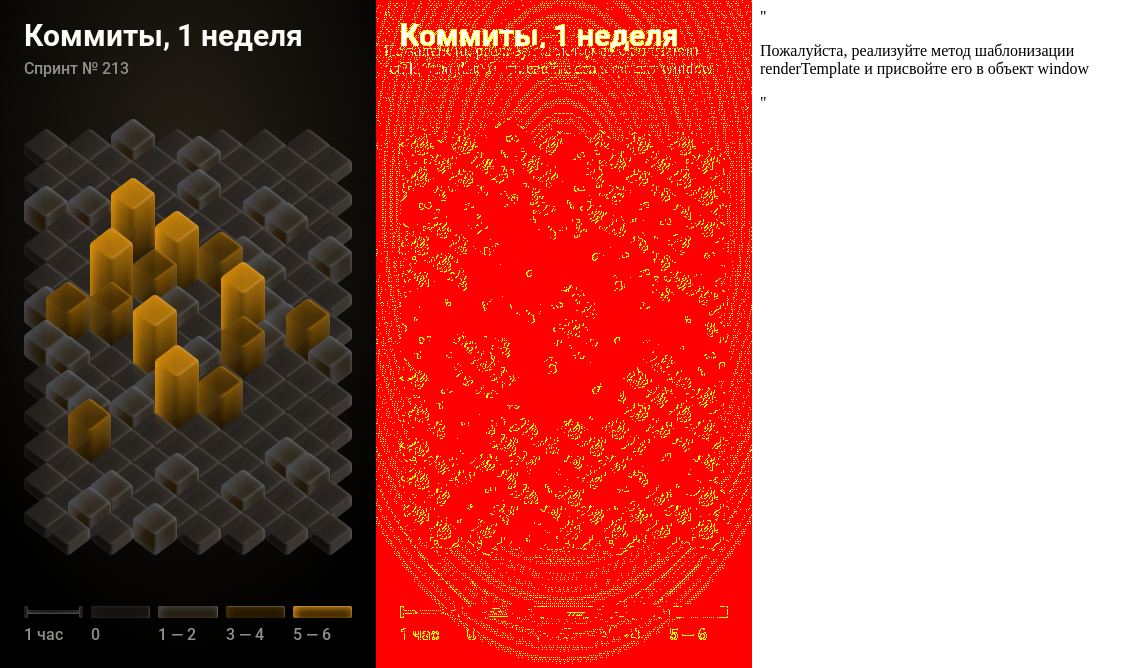 Коммиты, 1 неделя
Спринт № 213
1 час
0
1 — 2
3 — 4
5 — 6
Коммиты, 1 неделя
1 час
0
5 — 6
"
Пожалуйста, реализуйте метод шаблонизации
renderTemplate и присвойте его в объект window
"